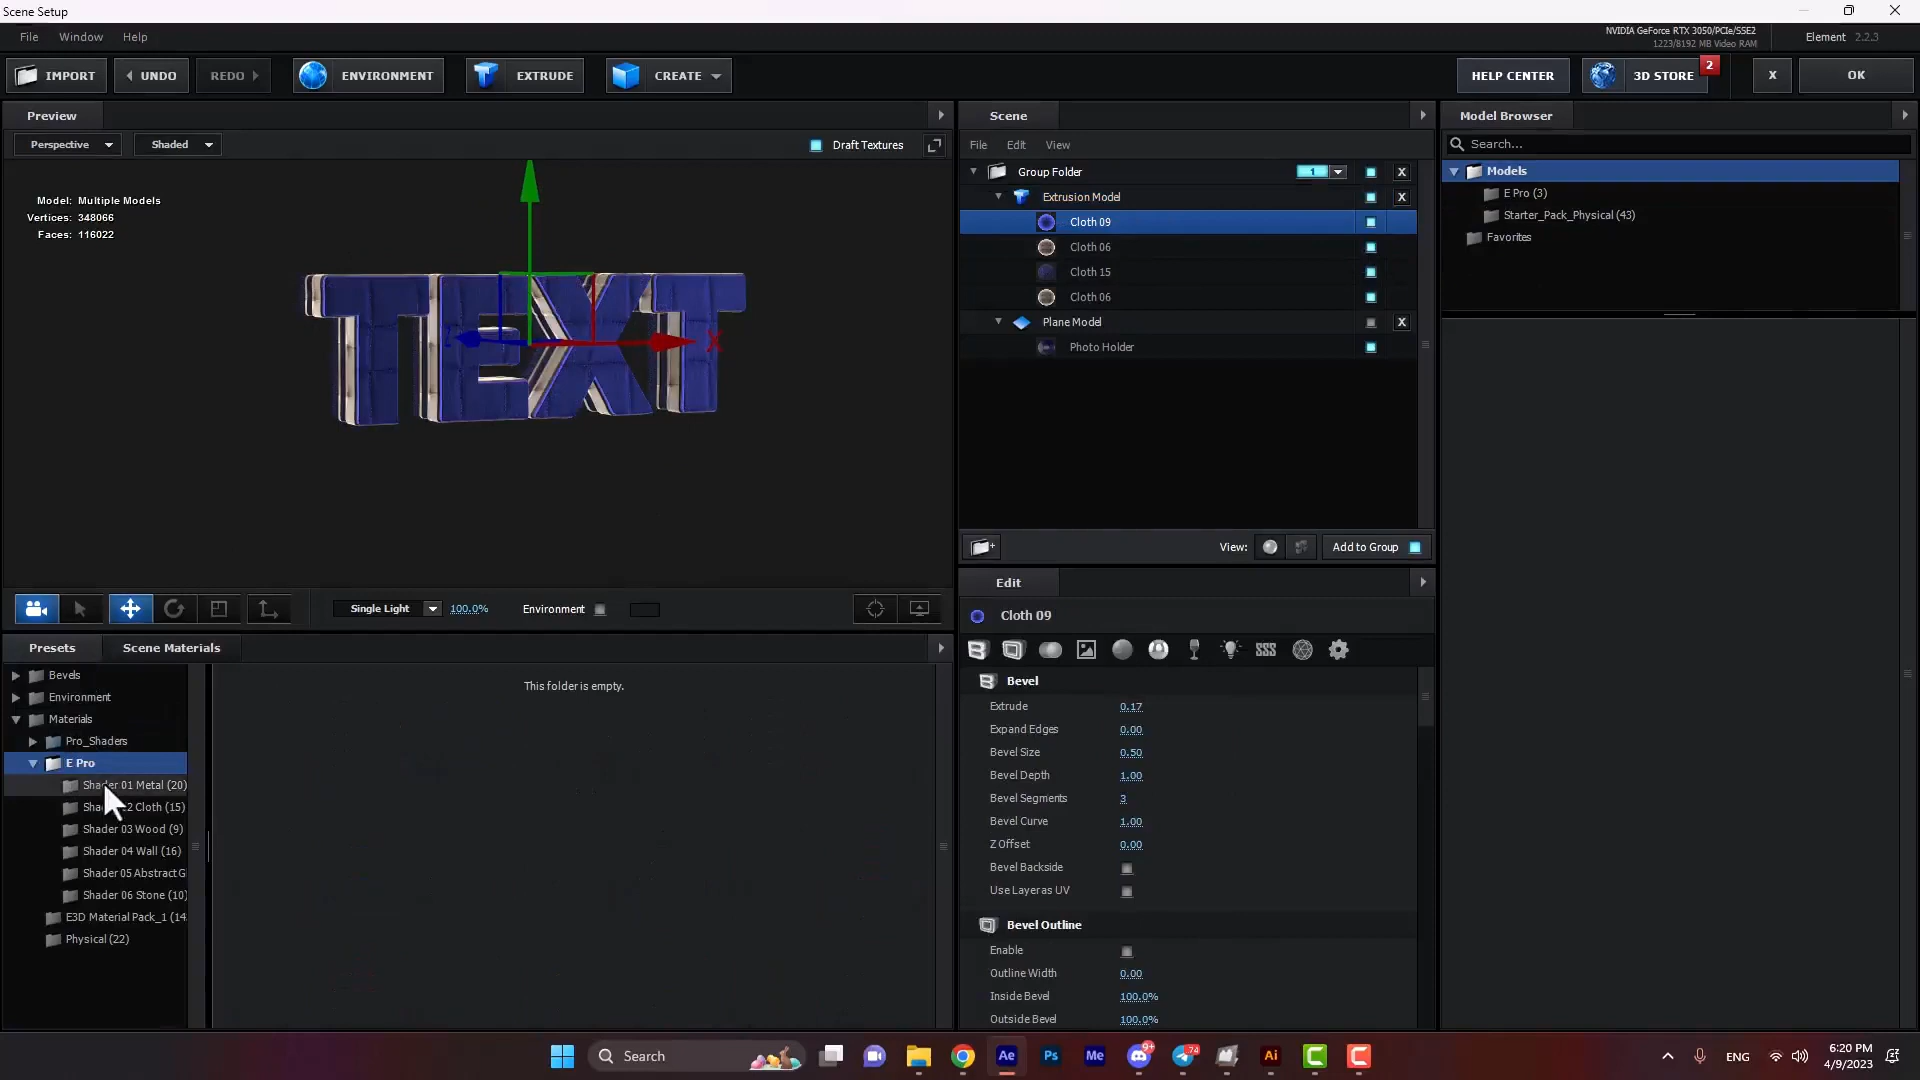 Scene Setup
File Window Help
NVIDIA GeForce RTX 3050/PCIe/SSE2
1223/8192 MB Video RAM
Element 2.2.3
IMPORT UNDO REDO ENVIRONMENT EXTRUDE CREATE HELP CENTER 3D STORE 2 X OK
Preview
Perspective Shaded Draft Textures
Model: Multiple Models
Vertices: 348066
Faces: 116022
TEXT
X
Single Light 100.0% Environment
Scene
File Edit View
Group Folder 1 X
Extrusion Model X
Cloth 09
Cloth 06
Cloth 15
Cloth 06
Plane Model X
Photo Holder
View: Add to Group
Model Browser
Search...
Models
E Pro (3)
Starter_Pack_Physical (43)
Favorites
Presets Scene Materials
Bevels
Environment
Materials
Pro_Shaders
E Pro
Shader 01 Metal (20)
2 Cloth (15)
Shader 03 Wood (9)
Shader 04 Wall (16)
Shader 05 AbstractG
Shader 06 Stone (10)
E3D Material Pack_1 (14
Physical (22)
This folder is empty.
Edit
Cloth 09
Bevel
Extrude 0.17
Expand Edges 0.00
Bevel Size 0.50
Bevel Depth 1.00
Bevel Segments 3
Bevel Curve 1.00
Z Offset 0.00
Bevel Backside
Use Layer as UV
Bevel Outline
Enable
Outline Width 0.00
Inside Bevel 100.0%
Outside Bevel 100.0%
Search
Ae Ps Me 9+ 74 Ai
ENG
6:20 PM
4/9/2023